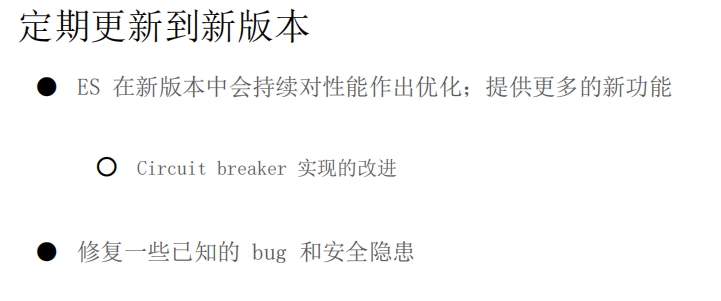 定期更新到新版本
● ES 在新版本中会持续对性能作出优化；提供更多的新功能
○ Circuit breaker 实现的改进
● 修复一些已知的 bug 和安全隐患